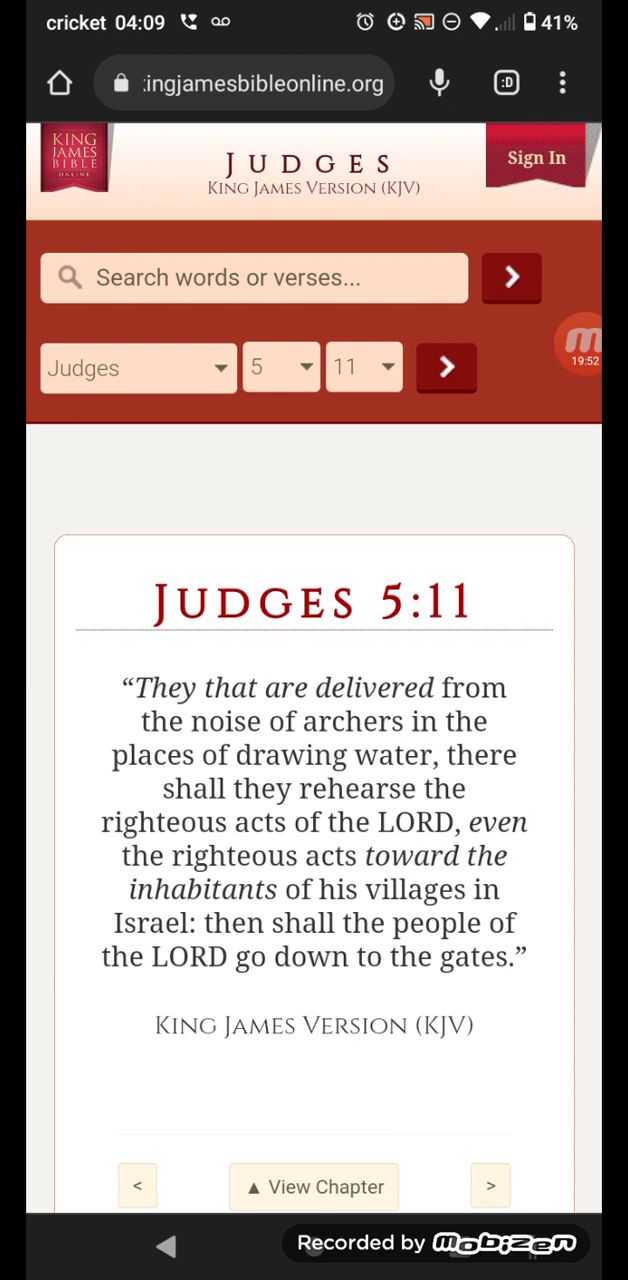 cricket 04:09 41%
:ingjamesbibleonline.org :D
KING
JAMES
BIBLE
ONLINE
JUDGES
KING JAMES VERSION (KJV)
Sign In
Search words or verses...
m
19:52
Judges 5 11
JUDGES 5:11
“They that are delivered from
the noise of archers in the
places of drawing water, there
shall they rehearse the
righteous acts of the LORD, even
the righteous acts toward the
inhabitants of his villages in
Israel: then shall the people of
the LORD go down to the gates.”
KING JAMES VERSION (KJV)
< ▲ View Chapter >
Recorded by mobizen